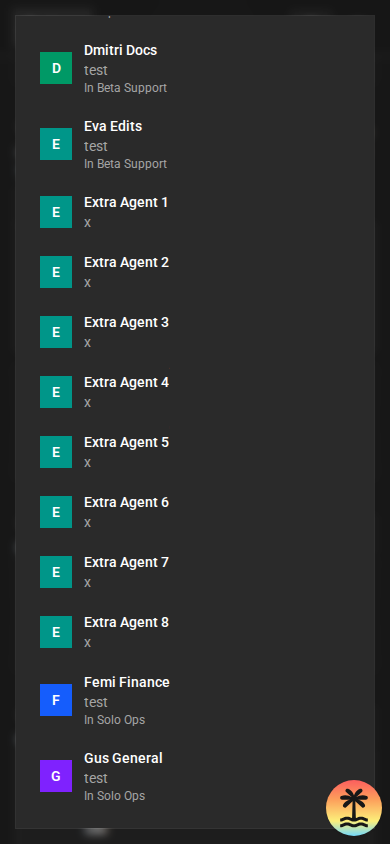 D
Dmitri Docs
test
In Beta Support
E
Eva Edits
test
In Beta Support
E
Extra Agent 1
x
E
Extra Agent 2
x
E
Extra Agent 3
x
E
Extra Agent 4
x
E
Extra Agent 5
x
E
Extra Agent 6
x
E
Extra Agent 7
x
E
Extra Agent 8
x
F
Femi Finance
test
In Solo Ops
G
Gus General
test
In Solo Ops